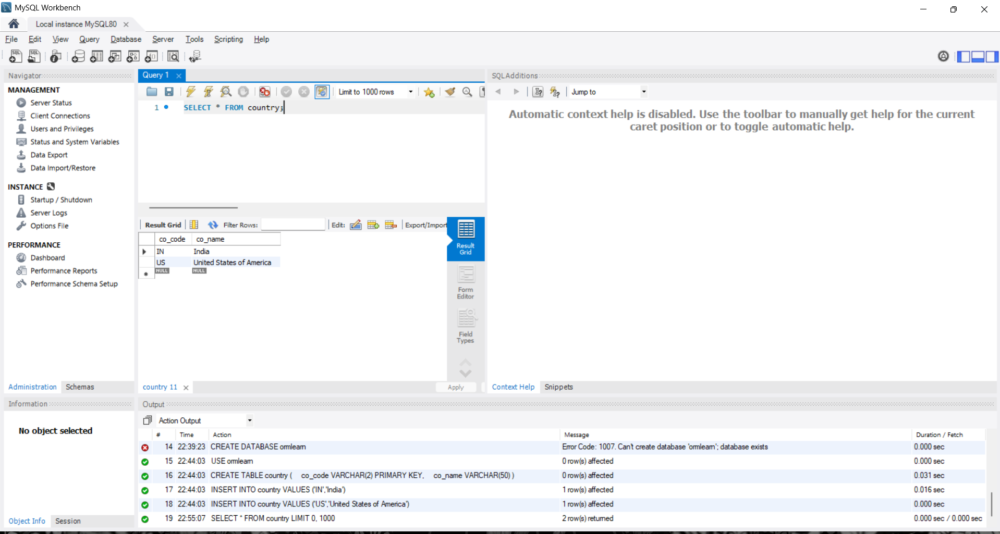 MySQL Workbench
Local instance MySQL80
File Edit View Query Database Server Tools Scripting Help
Navigator
MANAGEMENT
Server Status
Client Connections
Users and Privileges
Status and System Variables
Data Export
Data Import/Restore
INSTANCE
Startup / Shutdown
Server Logs
Options File
PERFORMANCE
Dashboard
Performance Reports
Performance Schema Setup
Administration Schemas
Query 1
Limit to 1000 rows
1 SELECT * FROM country;
Result Grid Filter Rows: Edit: Export/Import
co_code co_name
IN India
US United States of America
NULL NULL
Result
Grid
Form
Editor
Field
Types
country 11
Apply
SQLAdditions
Jump to
Automatic context help is disabled. Use the toolbar to manually get help for the current
caret position or to toggle automatic help.
Context Help Snippets
Information
No object selected
Object Info Session
Output
Action Output
# Time Action Message Duration / Fetch
14 22:39:23 CREATE DATABASE ormlearn Error Code: 1007. Can't create database 'ormlearn'; database exists 0.000 sec
15 22:44:03 USE ormlearn 0 row(s) affected 0.000 sec
16 22:44:03 CREATE TABLE country ( co_code VARCHAR(2) PRIMARY KEY, co_name VARCHAR(50) ) 0 row(s) affected 0.031 sec
17 22:44:03 INSERT INTO country VALUES ('IN','India') 1 row(s) affected 0.016 sec
18 22:44:03 INSERT INTO country VALUES ('US','United States of America') 1 row(s) affected 0.000 sec
19 22:55:07 SELECT * FROM country LIMIT 0, 1000 2 row(s) returned 0.000 sec / 0.000 sec